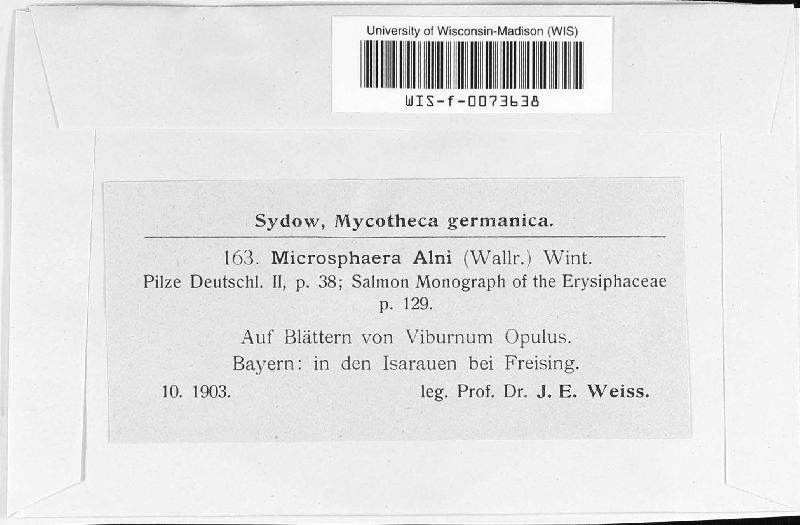 University of Wisconsin-Madison (WIS)
WIS-f-0073638
Sydow, Mycotheca germanica.
163. Microsphaera Alni (Wallr.) Wint.
Pilze Deutschl. II, p. 38; Salmon Monograph of the Erysiphaceae
p. 129.
Auf Blättern von Viburnum Opulus.
Bayern: in den Isarauen bei Freising.
10. 1903. leg. Prof. Dr. J. E. Weiss.